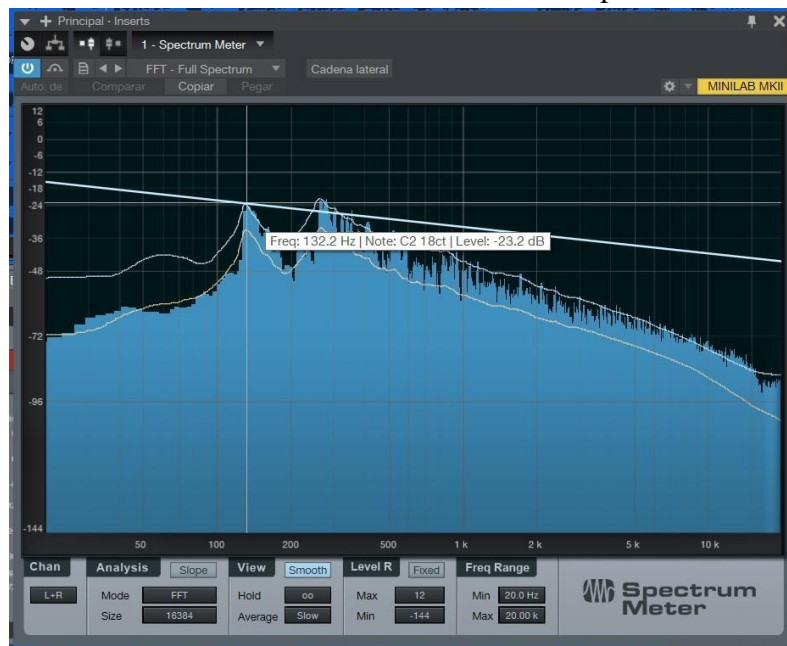 Principal - Inserts
1 - Spectrum Meter
FFT - Full Spectrum
Cadena lateral
Auto: de
Comparar
Copiar
Pegar
MINILAB MKII
12
6
0
-6
-12
-18
-24
-36
-48
-72
-96
-144
Freq: 132.2 Hz | Note: C2 18ct | Level: -23.2 dB
50 100 200 500 1 k 2 k 5 k 10 k
Chan Analysis Slope View Smooth Level R Fixed Freq Range
L+R Mode FFT Hold oo Max 12 Min 20.0 Hz
Size 16384 Average Slow Min -144 Max 20.00 k
Spectrum
Meter